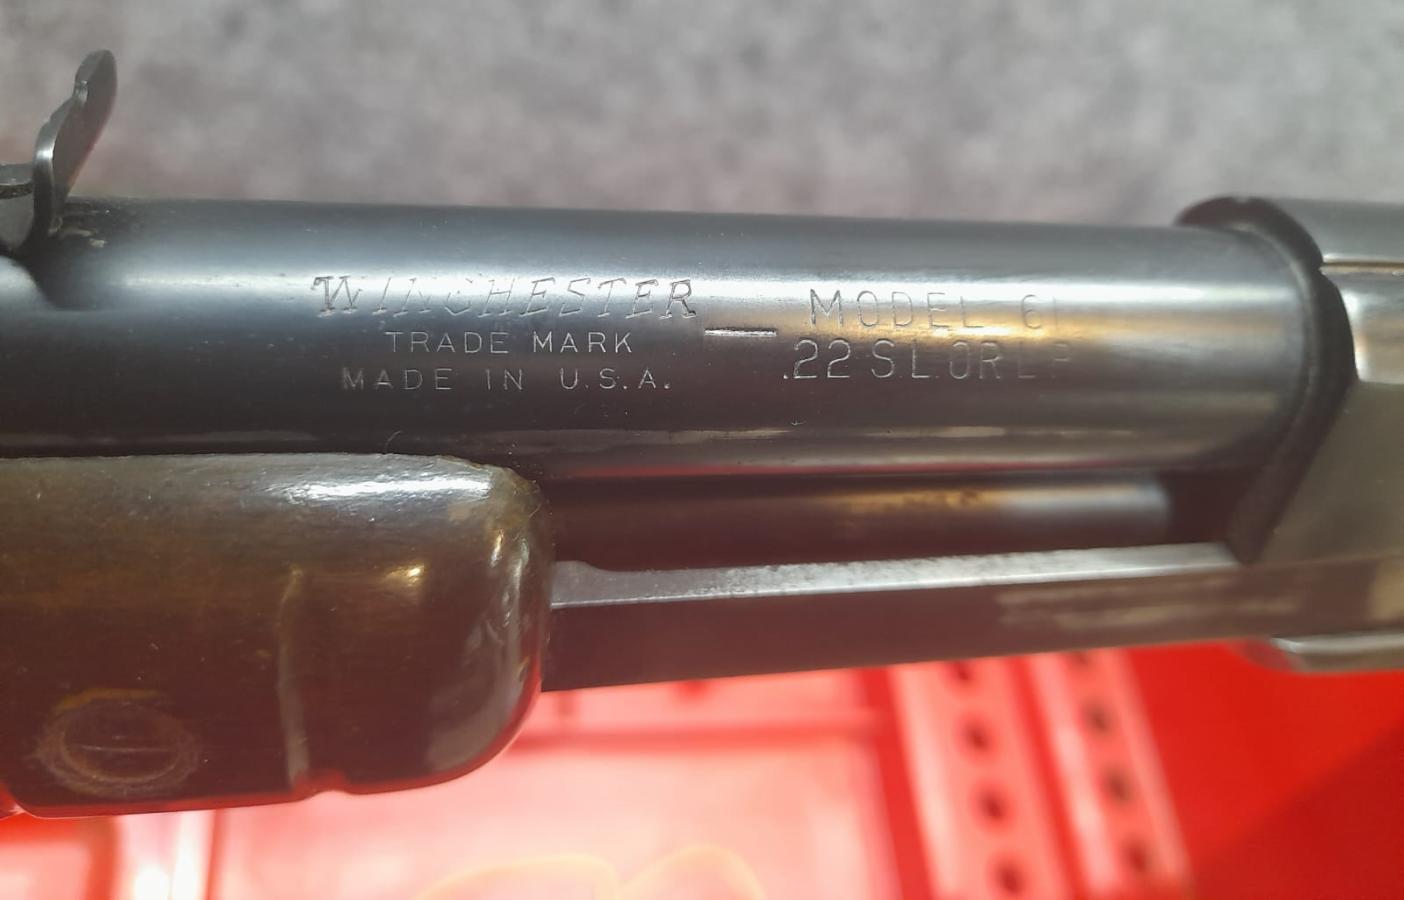 WINCHESTER
TRADE MARK
MADE IN U.S.A.
— MODEL 61
.22 S.L.OR L.R